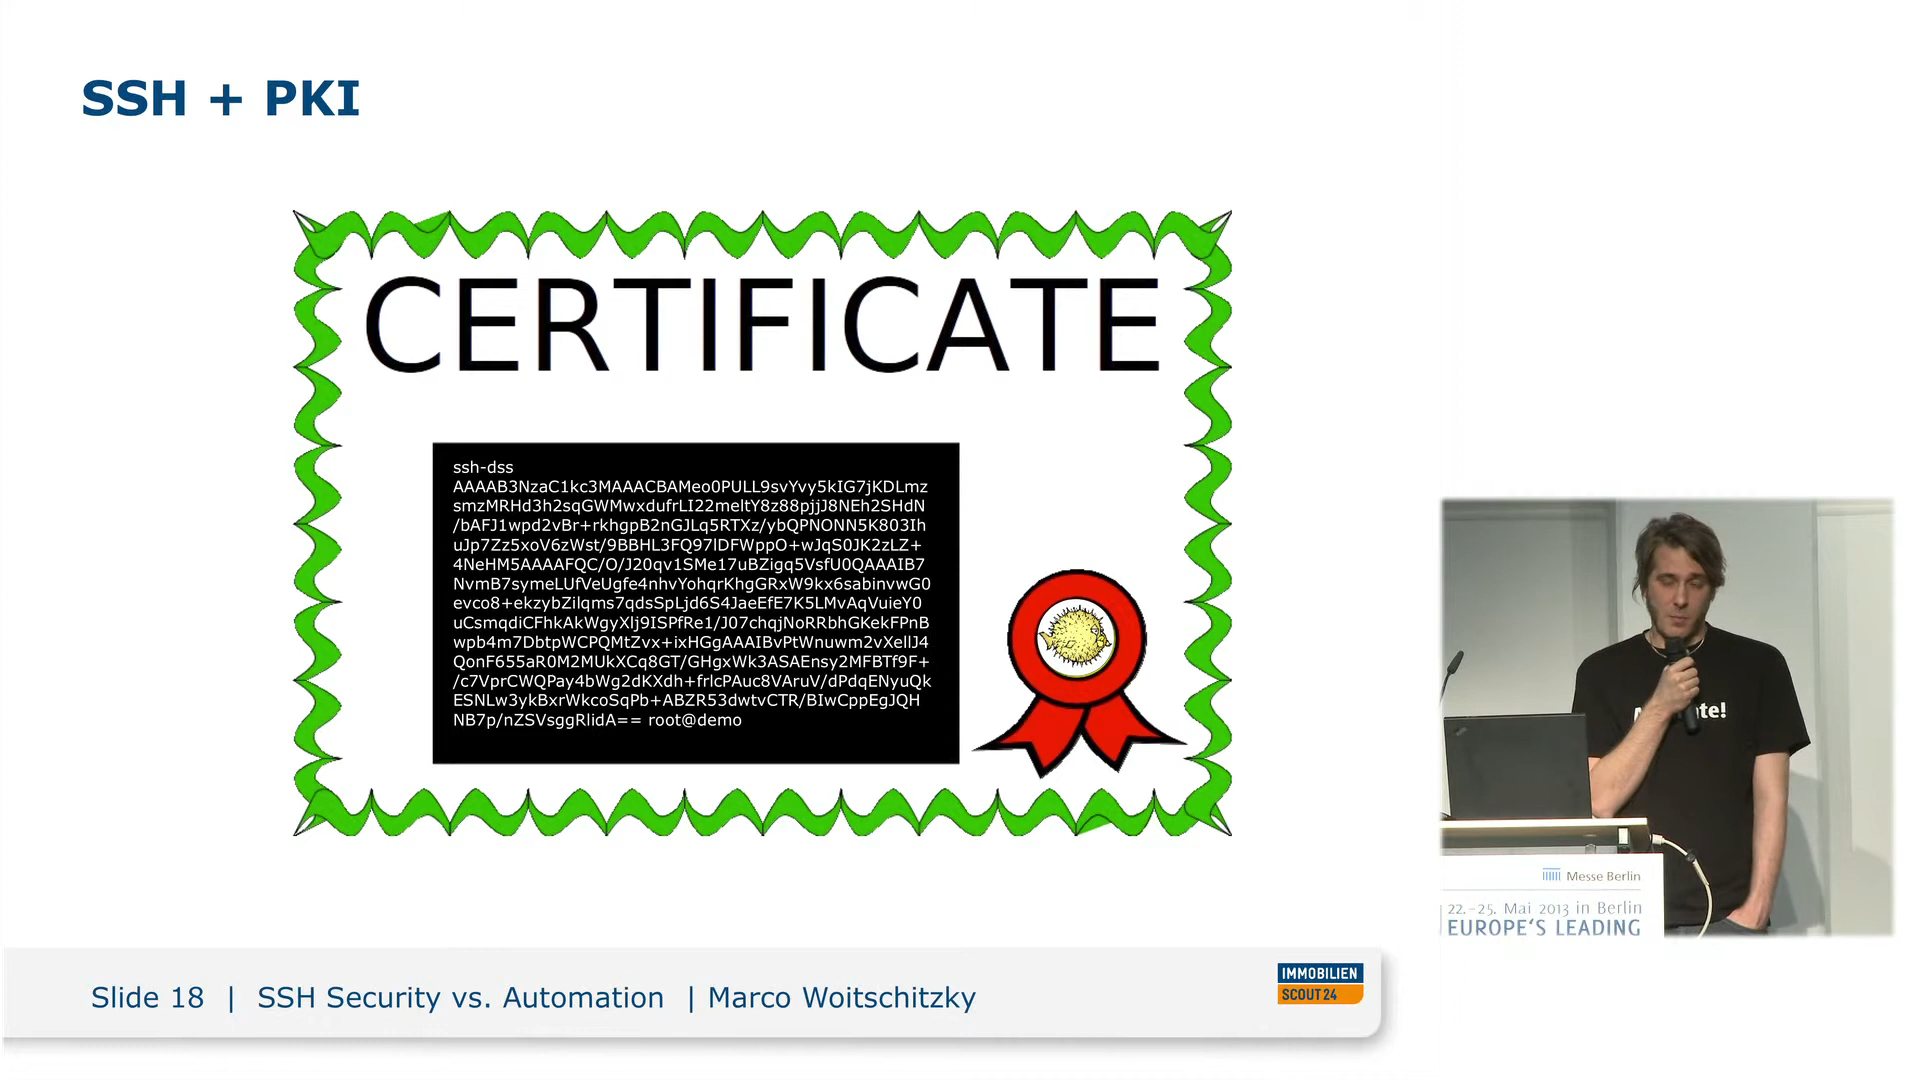 SSH + PKI
CERTIFICATE
ssh-dss
AAAAB3NzaC1kc3MAAACBAMeo0PULL9svYvy5kIG7jKDLmz
smzMRHd3h2sqGWMwxdufrLI22meltY8z88pjjJ8NEh2SHdN
/bAFJ1wpd2vBr+rkhgpB2nGJLq5RTXz/ybQPNONN5K803Ih
uJp7Zz5xoV6zWst/9BBHL3FQ97lDFWppO+wJqS0JK2zLZ+
4NeHM5AAAAFQC/O/J20qv1SMe17uBZigq5VsfU0QAAAIB7
NvmB7symeLUfVeUgfe4nhvYohqrKhgGRxW9kx6sabinvwG0
evco8+ekzybZilqms7qdsSpLjd6S4JaeEfE7K5LMvAqVuieY0
uCsmqdiCFhkAkWgyXlj9ISPfRe1/J07chqjNoRRbhGKekFPnB
wpb4m7DbtpWCPQMtZvx+ixHGgAAAIBvPtWnuwm2vXellJ4
QonF655aR0M2MUkXCq8GT/GHgxWk3ASAEnsy2MFBTf9F+
/c7VprCWQPay4bWg2dKXdh+frlcPAuc8VAruV/dPdqENyuQk
ESNLw3ykBxrWkcoSqPb+ABZR53dwtvCTR/BIwCppEgJQH
NB7p/nZSVsggRlidA== root@demo
Messe Berlin
22.-25. Mai 2013 in Berlin
EUROPE'S LEADING
Slide 18 | SSH Security vs. Automation | Marco Woitschitzky
IMMOBILIEN
SCOUT24